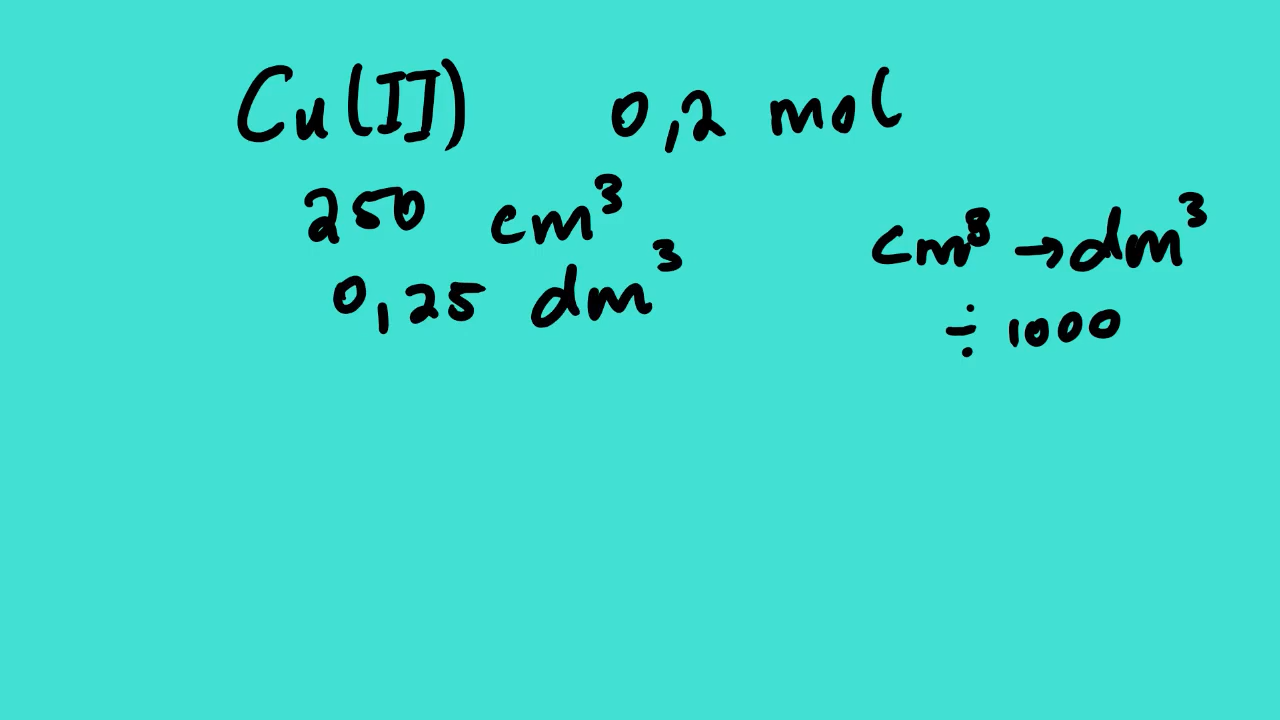 Cu(II) 0,2 mol
250 cm³
0,25 dm³
cm³ → dm³
÷ 1000